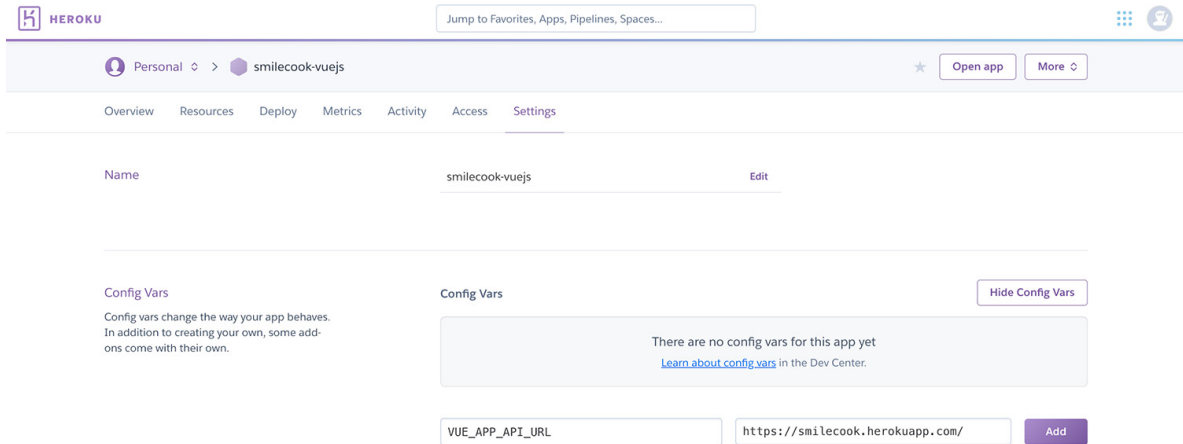 HEROKU
Jump to Favorites, Apps, Pipelines, Spaces...
Personal > smilecook-vuejs
Open app
More
Overview Resources Deploy Metrics Activity Access Settings
Name
smilecook-vuejs
Edit
Config Vars
Config vars change the way your app behaves.
In addition to creating your own, some add-
ons come with their own.
Config Vars
Hide Config Vars
There are no config vars for this app yet
Learn about config vars in the Dev Center.
VUE_APP_API_URL
https://smilecook.herokuapp.com/
Add